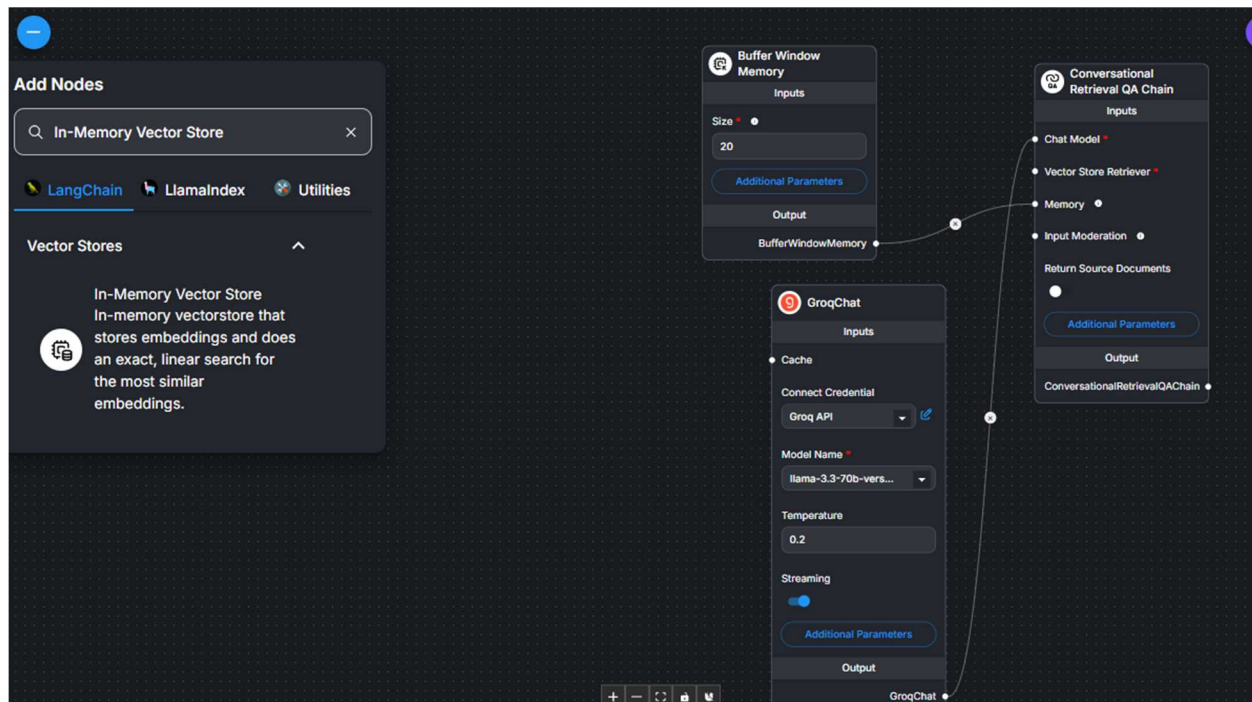 Add Nodes
In-Memory Vector Store
LangChain
LlamaIndex
Utilities
Vector Stores
In-Memory Vector Store
In-memory vectorstore that
stores embeddings and does
an exact, linear search for
the most similar
embeddings.
Buffer Window
Memory
Inputs
Size *
20
Additional Parameters
Output
BufferWindowMemory
GroqChat
Inputs
Cache
Connect Credential
Groq API
Model Name *
llama-3.3-70b-vers...
Temperature
0.2
Streaming
Additional Parameters
Output
GroqChat
QA
Conversational
Retrieval QA Chain
Inputs
Chat Model *
Vector Store Retriever *
Memory
Input Moderation
Return Source Documents
Additional Parameters
Output
ConversationalRetrievalQAChain